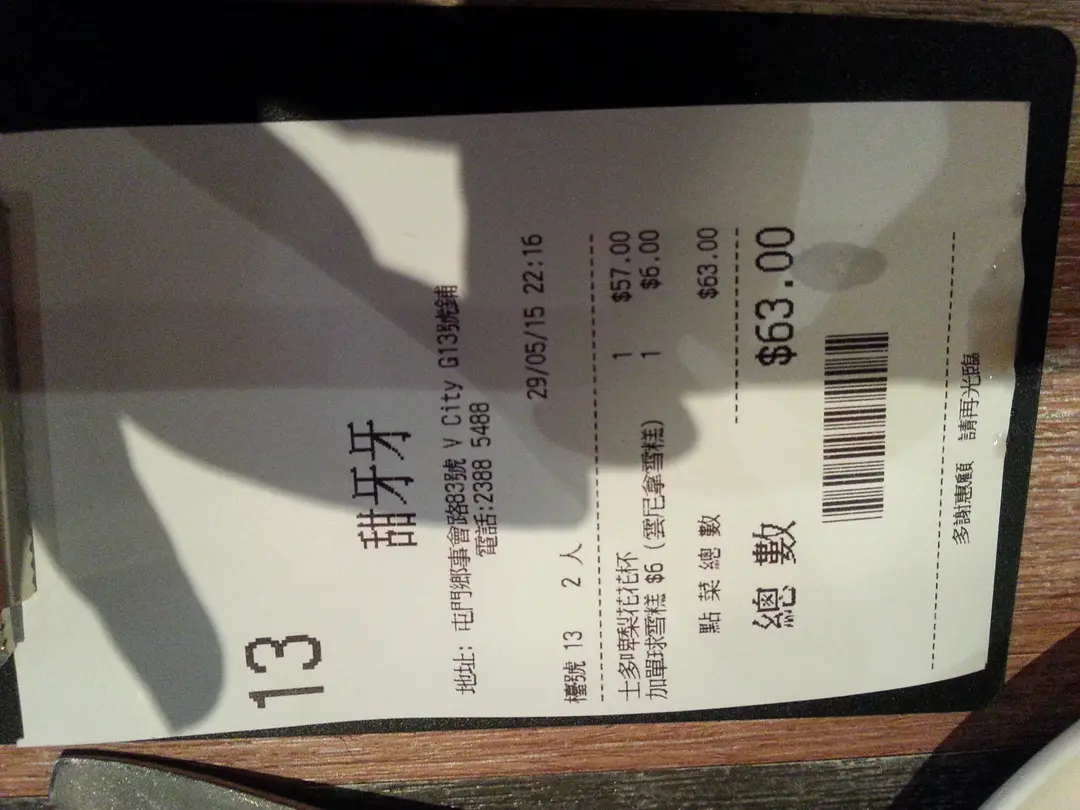 13
甜牙牙
地址: 屯門鄉事會路83號 V City G13號鋪
電話:2388 5488
29/05/15 22:16
檯號 13 2 人
士多啤梨花花杯 1 $57.00
加單球雪糕 $6 (雲尼拿雪糕) 1 $6.00
點菜總數 $63.00
總數 $63.00
多謝惠顧 請再光臨